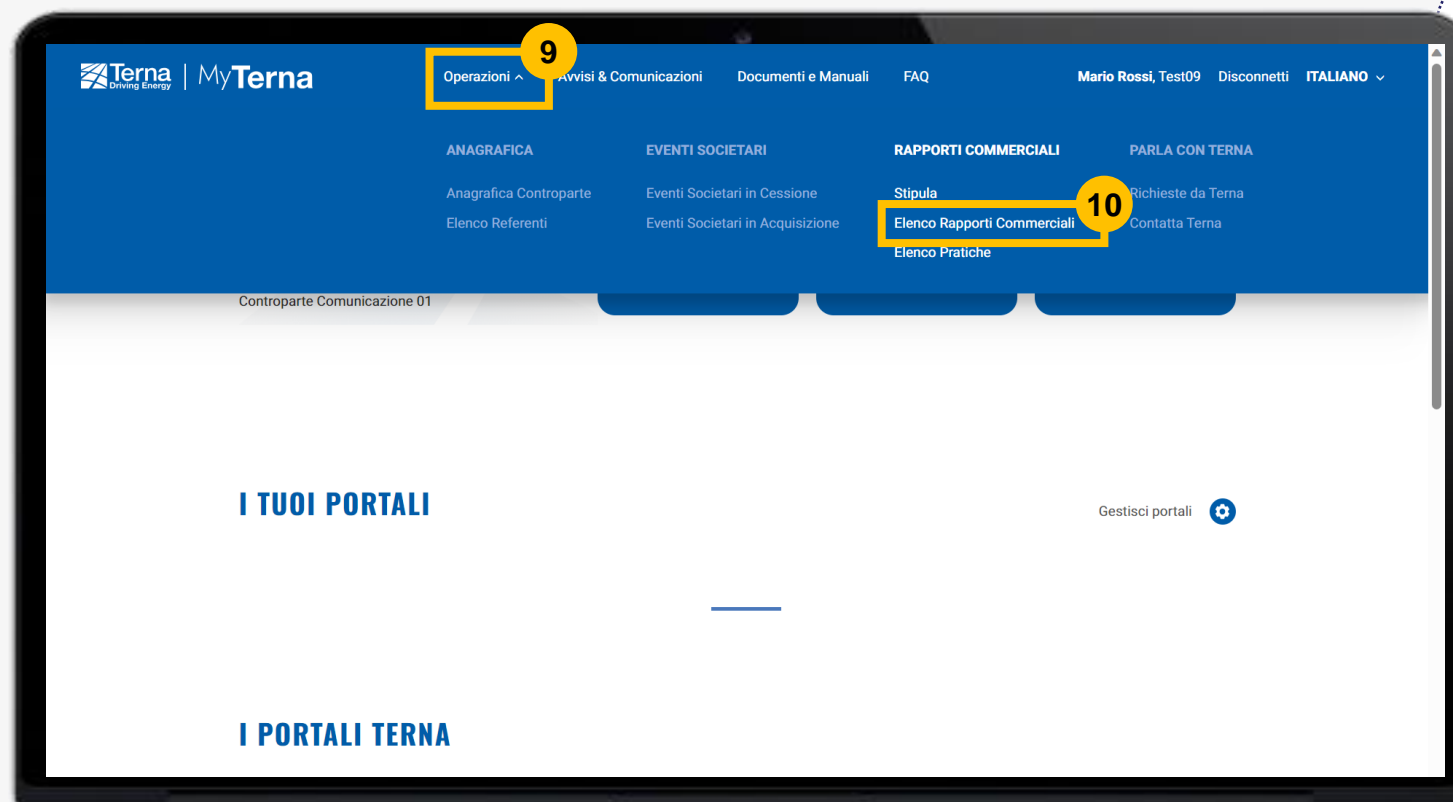 9
Terna
Driving Energy
MyTerna
Operazioni
Avvisi & Comunicazioni
Documenti e Manuali
FAQ
Mario Rossi, Test09
Disconnetti
ITALIANO
ANAGRAFICA
Anagrafica Controparte
Elenco Referenti
EVENTI SOCIETARI
Eventi Societari in Cessione
Eventi Societari in Acquisizione
RAPPORTI COMMERCIALI
Stipula
10
Elenco Rapporti Commerciali
Elenco Pratiche
PARLA CON TERNA
Richieste da Terna
Contatta Terna
Controparte Comunicazione 01
I TUOI PORTALI
Gestisci portali
I PORTALI TERNA